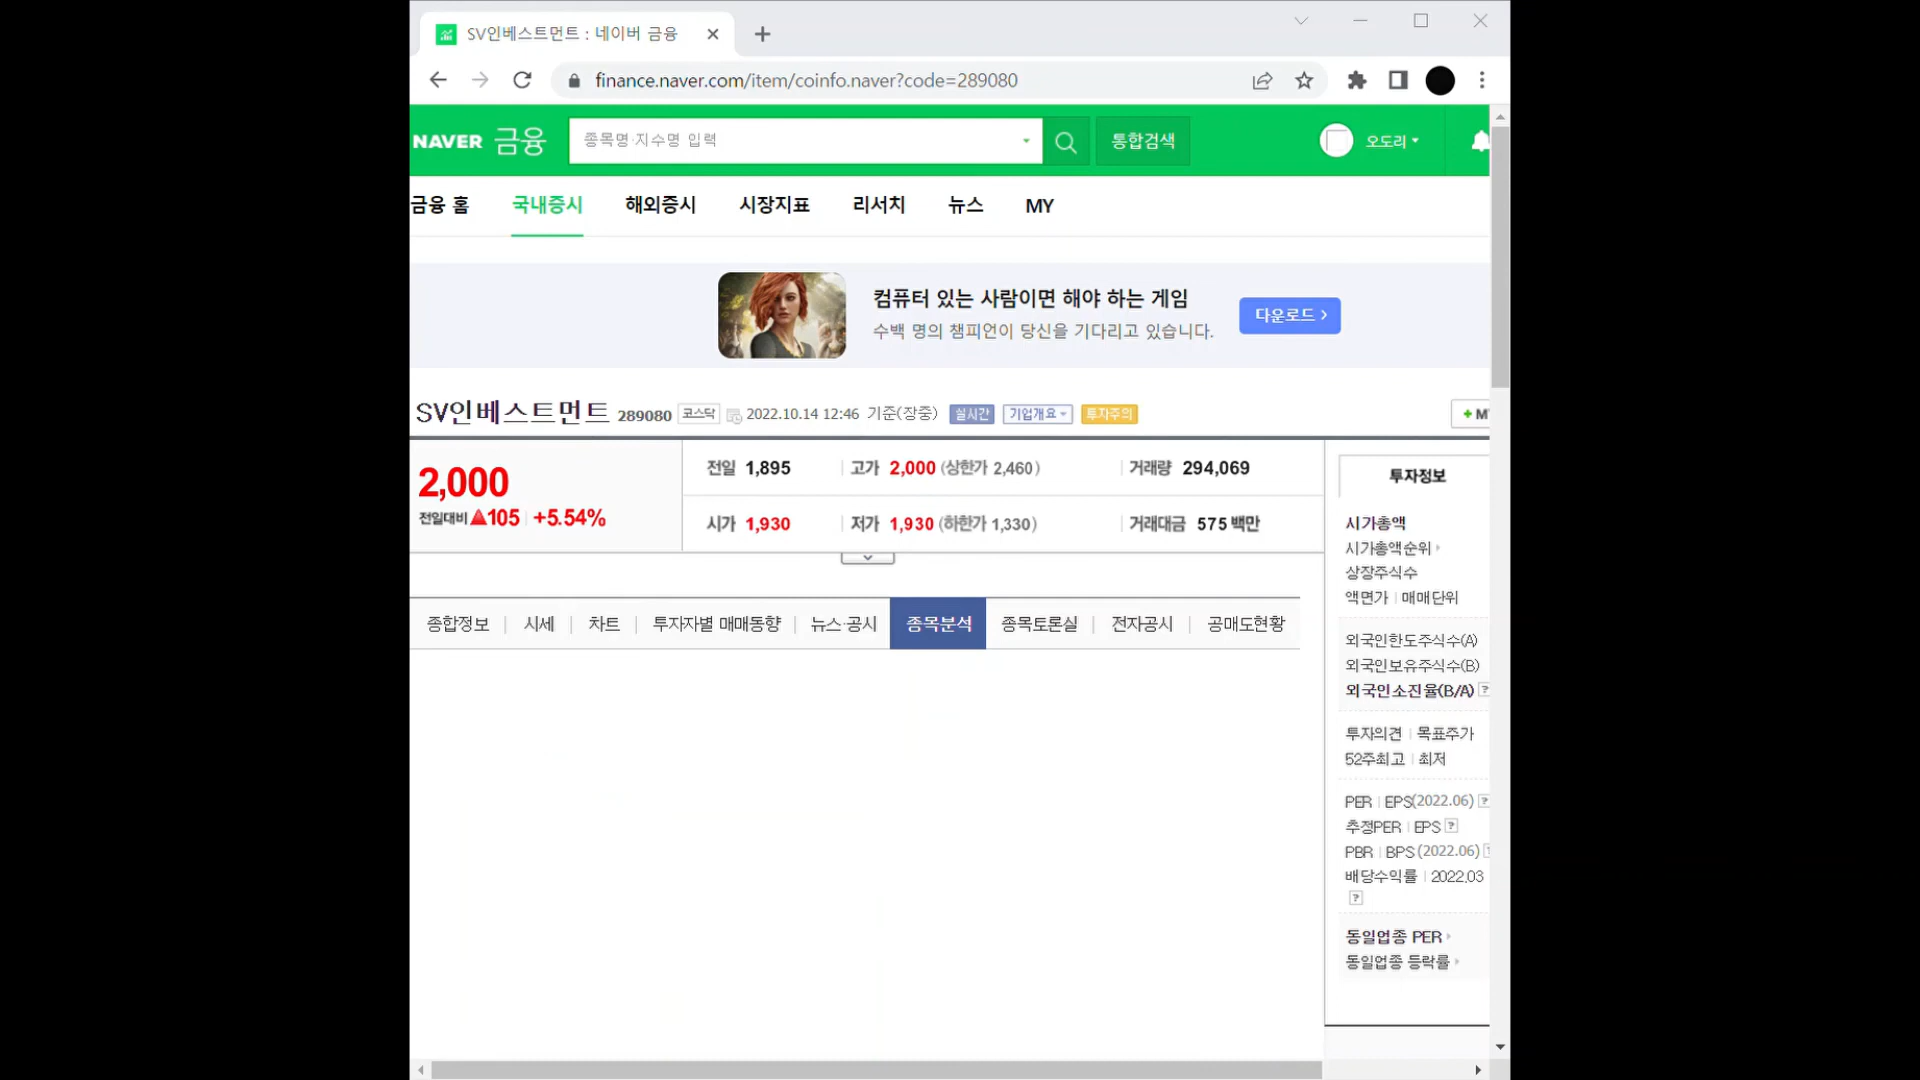 SV인베스트먼트 : 네이버 금융
finance.naver.com/item/coinfo.naver?code=289080
NAVER 금융 종목명·지수명 입력 통합검색 오도리
금융 홈 국내증시 해외증시 시장지표 리서치 뉴스 MY
컴퓨터 있는 사람이면 해야 하는 게임
수백 명의 챔피언이 당신을 기다리고 있습니다.
다운로드 >
SV인베스트먼트 289080 코스닥 2022.10.14 12:46 기준(장중) 실시간 기업개요 투자주의 + M
2,000
전일대비 ▲105 +5.54%
전일 1,895 고가 2,000 (상한가 2,460) 거래량 294,069
시가 1,930 저가 1,930 (하한가 1,330) 거래대금 575 백만
종합정보 시세 차트 투자자별 매매동향 뉴스·공시 종목분석 종목토론실 전자공시 공매도현황
투자정보
시가총액
시가총액순위
상장주식수
액면가 매매단위
외국인한도주식수(A)
외국인보유주식수(B)
외국인소진율(B/A) ?
투자의견 목표주가
52주최고 최저
PER EPS(2022.06) ?
추정PER EPS ?
PBR BPS (2022.06)
배당수익률 2022.03
?
동일업종 PER
동일업종 등락률